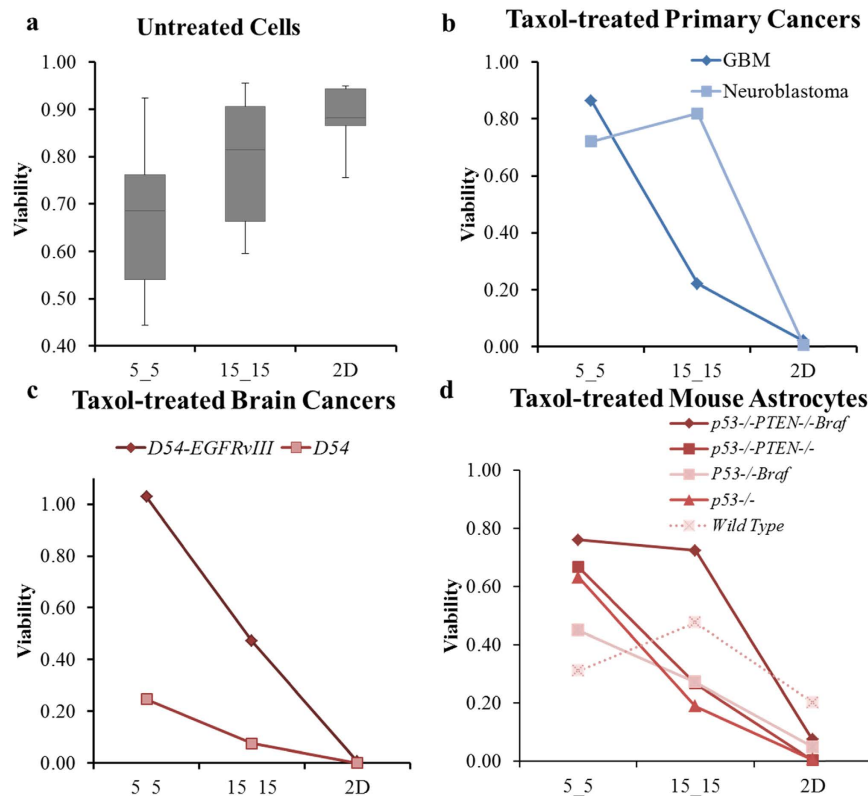 a
Untreated Cells
1.00
0.90
0.80
0.70
0.60
0.50
0.40
Viability
5_5
15_15
2D
b
Taxol-treated Primary Cancers
GBM
Neuroblastoma
1.00
0.80
0.60
0.40
0.20
0.00
Viability
5_5
15_15
2D
c
Taxol-treated Brain Cancers
D54-EGFRvIII
D54
1.00
0.80
0.60
0.40
0.20
0.00
Viability
5_5
15_15
2D
d
Taxol-treated Mouse Astrocytes
p53-/-PTEN-/-Braf
p53-/-PTEN-/-
P53-/-Braf
p53-/-
Wild Type
1.00
0.80
0.60
0.40
0.20
0.00
Viability
5_5
15_15
2D